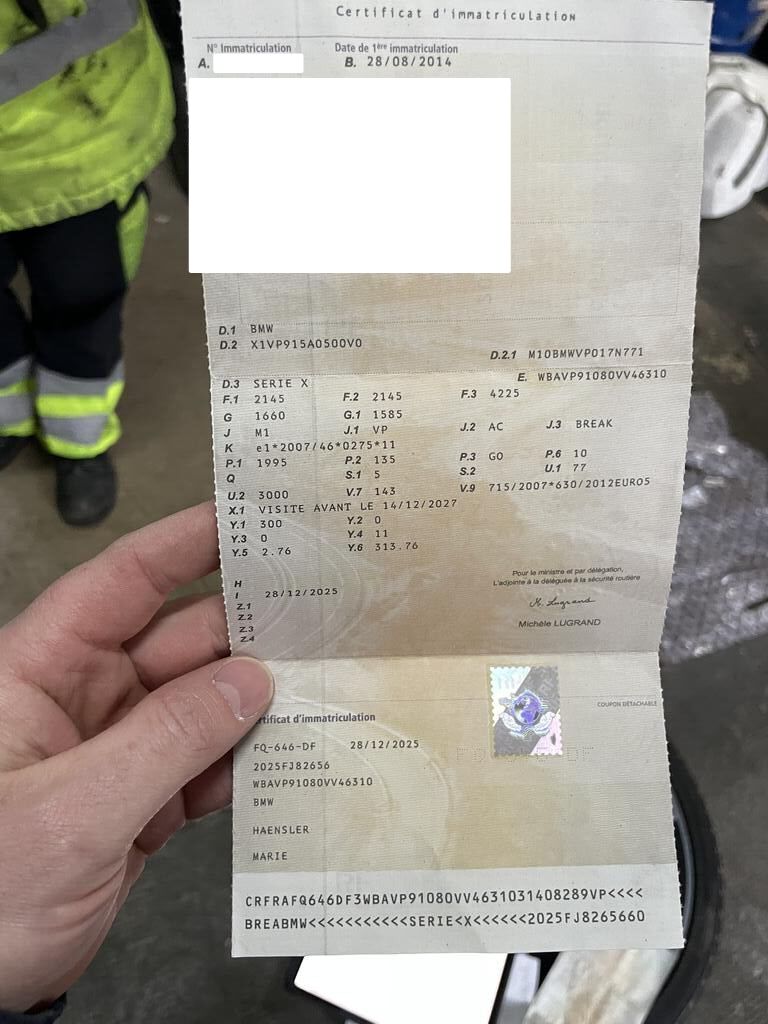 Certificat d'immatriculation
N° Immatriculation Date de 1ère immatriculation
A. B. 28/08/2014
D.1 BMW
D.2 X1VP915A0500V0
D.2.1 M10BMWVP017N771
D.3 SERIE X E. WBAVP91080VV46310
F.1 2145 F.2 2145 F.3 4225
G 1660 G.1 1585
J M1 J.1 VP J.2 AC J.3 BREAK
K e1*2007/46*0275*11
P.1 1995 P.2 135 P.3 GO P.6 10
Q S.1 5 S.2 U.1 77
U.2 3000 V.7 143 V.9 715/2007*630/2012EURO5
X.1 VISITE AVANT LE 14/12/2027
Y.1 300 Y.2 0
Y.3 0 Y.4 11
Y.5 2.76 Y.6 313.76
Pour le ministre et par délégation,
L'adjointe à la déléguée à la sécurité routière
H
I 28/12/2025
M. Lugrand
Z.1
Z.2
Michèle LUGRAND
Z.3
Z.4
COUPON DÉTACHABLE
rtificat d'immatriculation
FQ-646-DF 28/12/2025
2025FJ82656
WBAVP91080VV46310
BMW
HAENSLER
MARIE
CRFRAFQ646DF3WBAVP91080VV4631031408289VP<<<<
BREABMW<<<<<<<<<<<SERIE<X<<<<<<2025FJ8265660